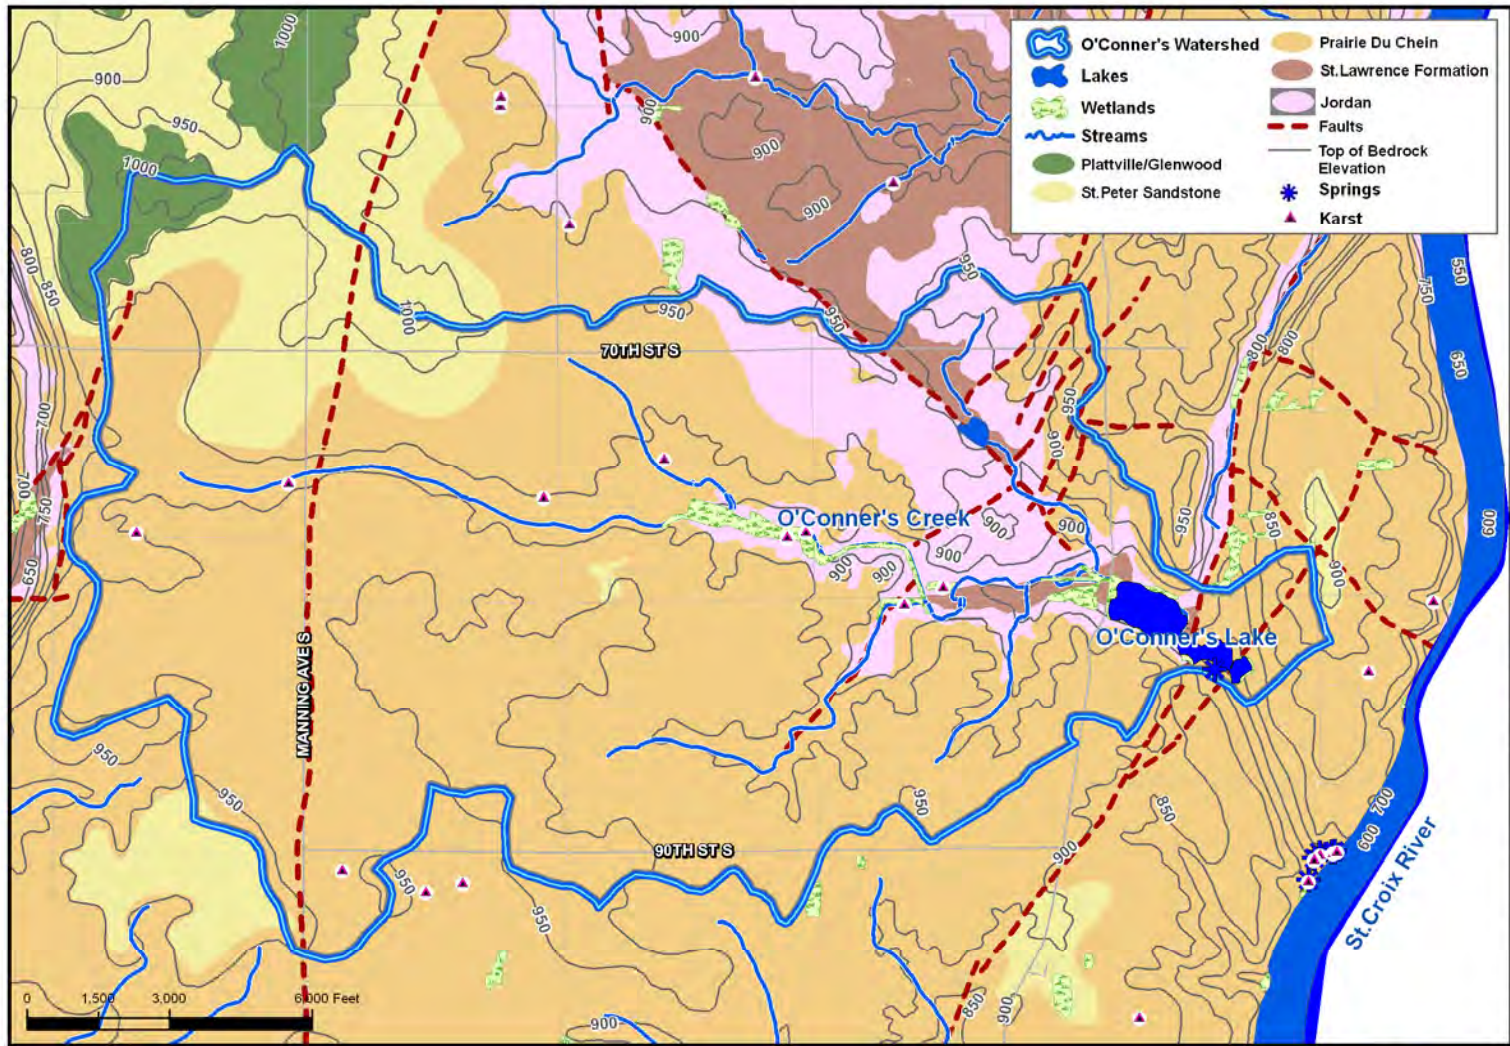 O'Conner's Watershed
Lakes
Wetlands
Streams
Plattville/Glenwood
St.Peter Sandstone
Prairie Du Chein
St.Lawrence Formation
Jordan
Faults
Top of Bedrock
Elevation
Springs
Karst
1000
900
900
950
1000
900
900
900
800
850
950
550
750
1000
950
950
800
800
70TH ST S
650
950
700
900
700
750
O'Conner's Creek
900
900
950
850
600
650
900
900
900
900
O'Conner's Lake
MANNING AVE S
950
950
950
850
700
600
90TH ST S
900
950
950
St.Croix River
0
1,500
3,000
6,000 Feet
900
850
900